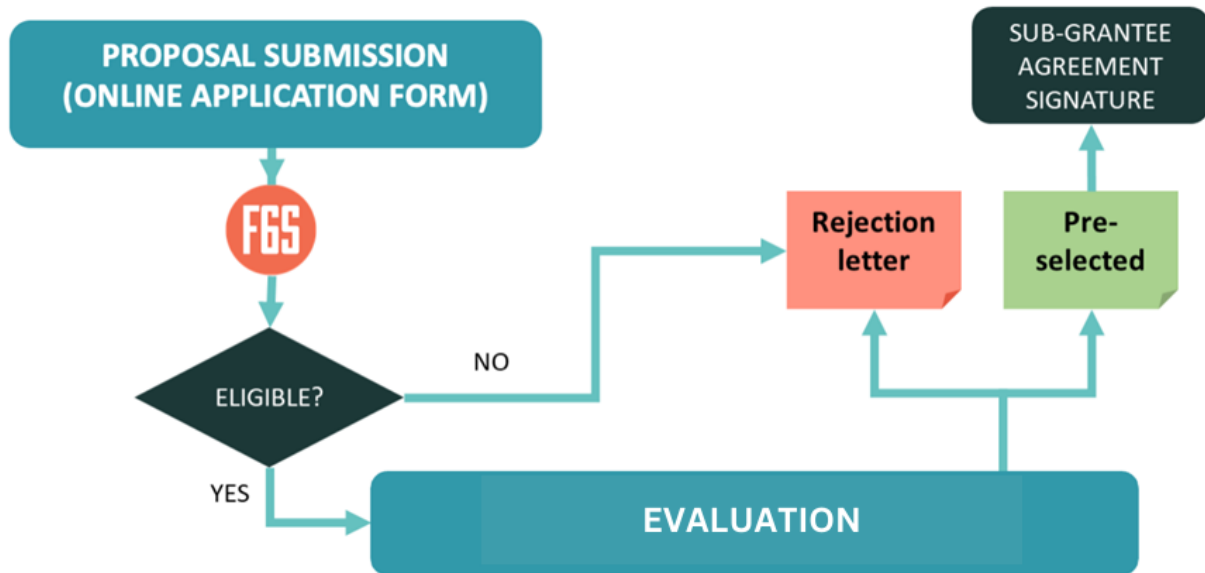 PROPOSAL SUBMISSION
(ONLINE APPLICATION FORM)
SUB-GRANTEE
AGREEMENT
SIGNATURE
F6S
Rejection
letter
Pre-
selected
NO
ELIGIBLE?
YES
EVALUATION